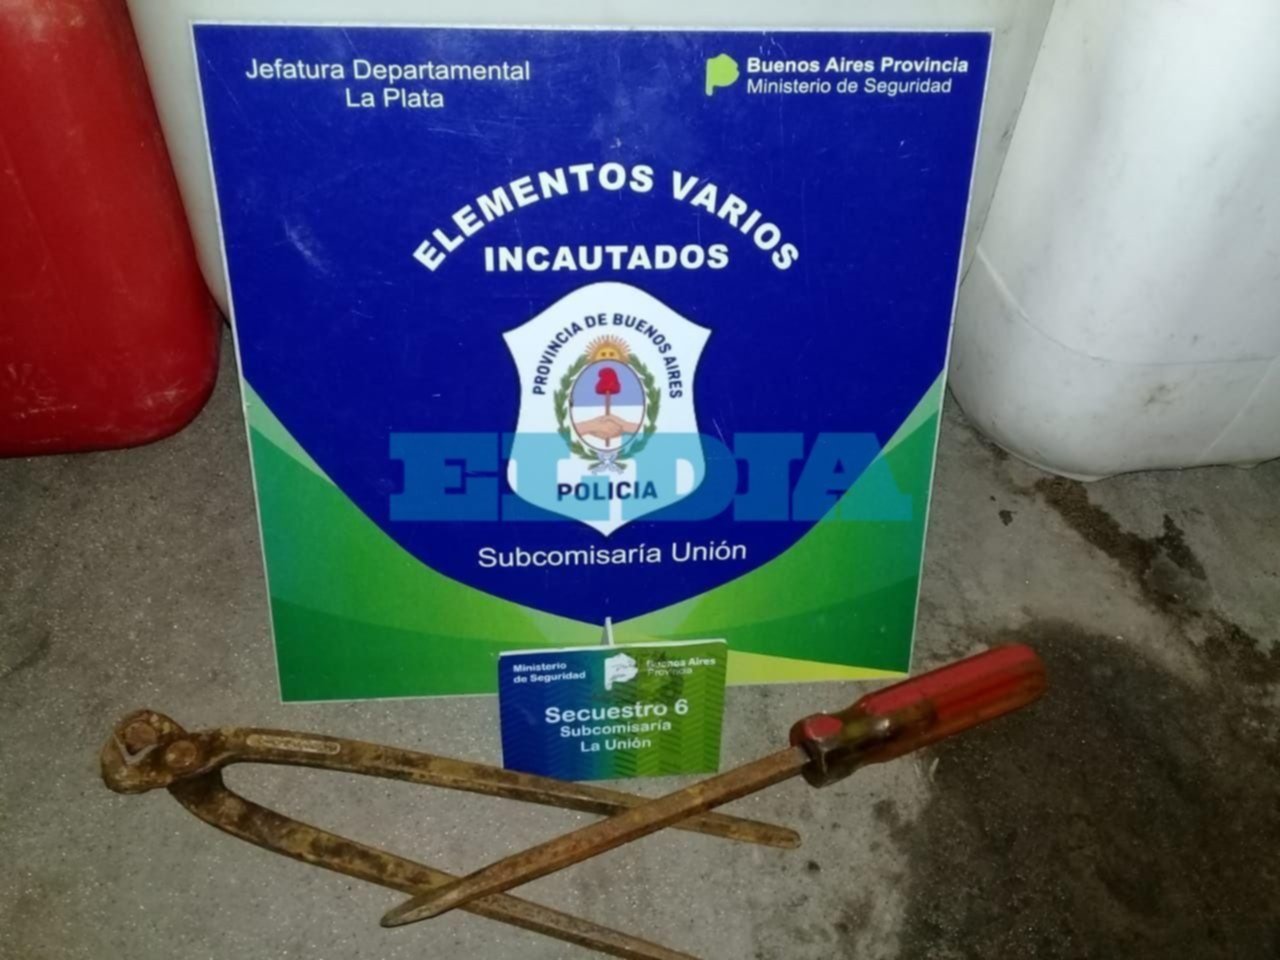 Jefatura Departamental
La Plata
Buenos Aires Provincia
Ministerio de Seguridad
ELEMENTOS VARIOS
INCAUTADOS
PROVINCIA DE BUENOS AIRES
POLICIA
EL DIA
Subcomisaría Unión
Ministerio
de Seguridad
Buenos Aires
Provincia
Secuestro 6
Subcomisaría
La Unión